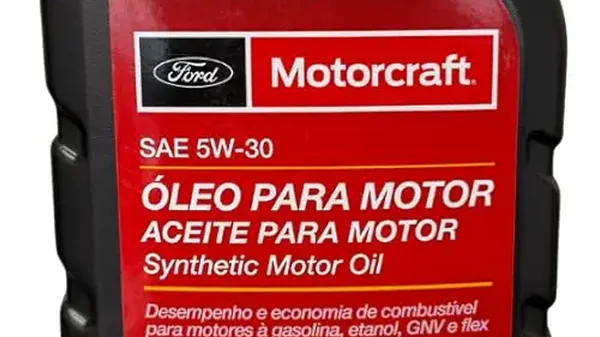 Ford
Motorcraft®
SAE 5W-30
ÓLEO PARA MOTOR
ACEITE PARA MOTOR
Synthetic Motor Oil
Desempenho e economia de combustível
para motores à gasolina, etanol, GNV e flex